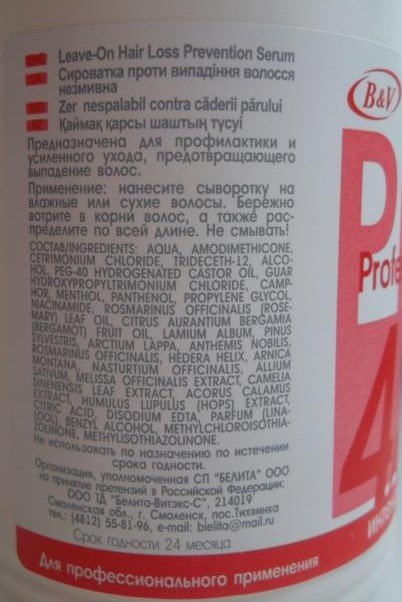 Leave-On Hair Loss Prevention Serum
Сироватка проти випадіння волосся
незмивна
Zer nespalabil contra căderii părului
Қаймақ қарсы шаштың түсуі
Предназначена для профилактики и
усиленного ухода, предотвращающего
выпадение волос.
Применение: нанесите сыворотку на
влажные или сухие волосы. Бережно
вотрите в корни волос, а также рас-
пределите по всей длине. Не смывать!
СОСТАВ/INGREDIENTS: AQUA, AMODIMETHICONE,
CETRIMONIUM CHLORIDE, TRIDECETH-12, ALCO-
HOL, PEG-40 HYDROGENATED CASTOR OIL, GUAR
HYDROXYPROPYLTRIMONIUM CHLORIDE, CAMP-
HOR, MENTHOL, PANTHENOL, PROPYLENE GLYCOL,
NIACINAMIDE, ROSMARINUS OFFICINALIS (ROSE-
MARY) LEAF OIL, CITRUS AURANTIUM BERGAMIA
(BERGAMOT) FRUIT OIL, LAMIUM ALBUM, PINUS
SYLVESTRIS, ARCTIUM LAPPA, ANTHEMIS NOBILIS,
ROSMARINUS OFFICINALIS, HEDERA HELIX, ARNICA
MONTANA, NASTURTIUM OFFICINALIS, ALLIUM
SATIVUM, MELISSA OFFICINALIS EXTRACT, CAMELIA
SINENENSIS LEAF EXTRACT, ACORUS CALAMUS
EXTRACT, HUMULUS LUPULUS (HOPS) EXTRACT,
CITRIC ACID, DISODIUM EDTA, PARFUM (LINA-
LOOL), BENZYL ALCOHOL, METHYLCHLOROISOTHIA-
ZOLINONE, METHYLISOTHIAZOLINONE.
Не использовать по назначению по истечении
срока годности.
Организация, уполномоченная СП "БЕЛИТА" ООО
на принятие претензий в Российской Федерации:
ООО ТД "Белита-Витэкс-С", 214019
Смоленская обл., г. Смоленск, пос.Тихвинка
тел.: (4812) 55-81-96, e-mail: bielita@mail.ru
Срок годности 24 месяца
Для профессионального применения
B&V
Profe
4
ИНТЕ